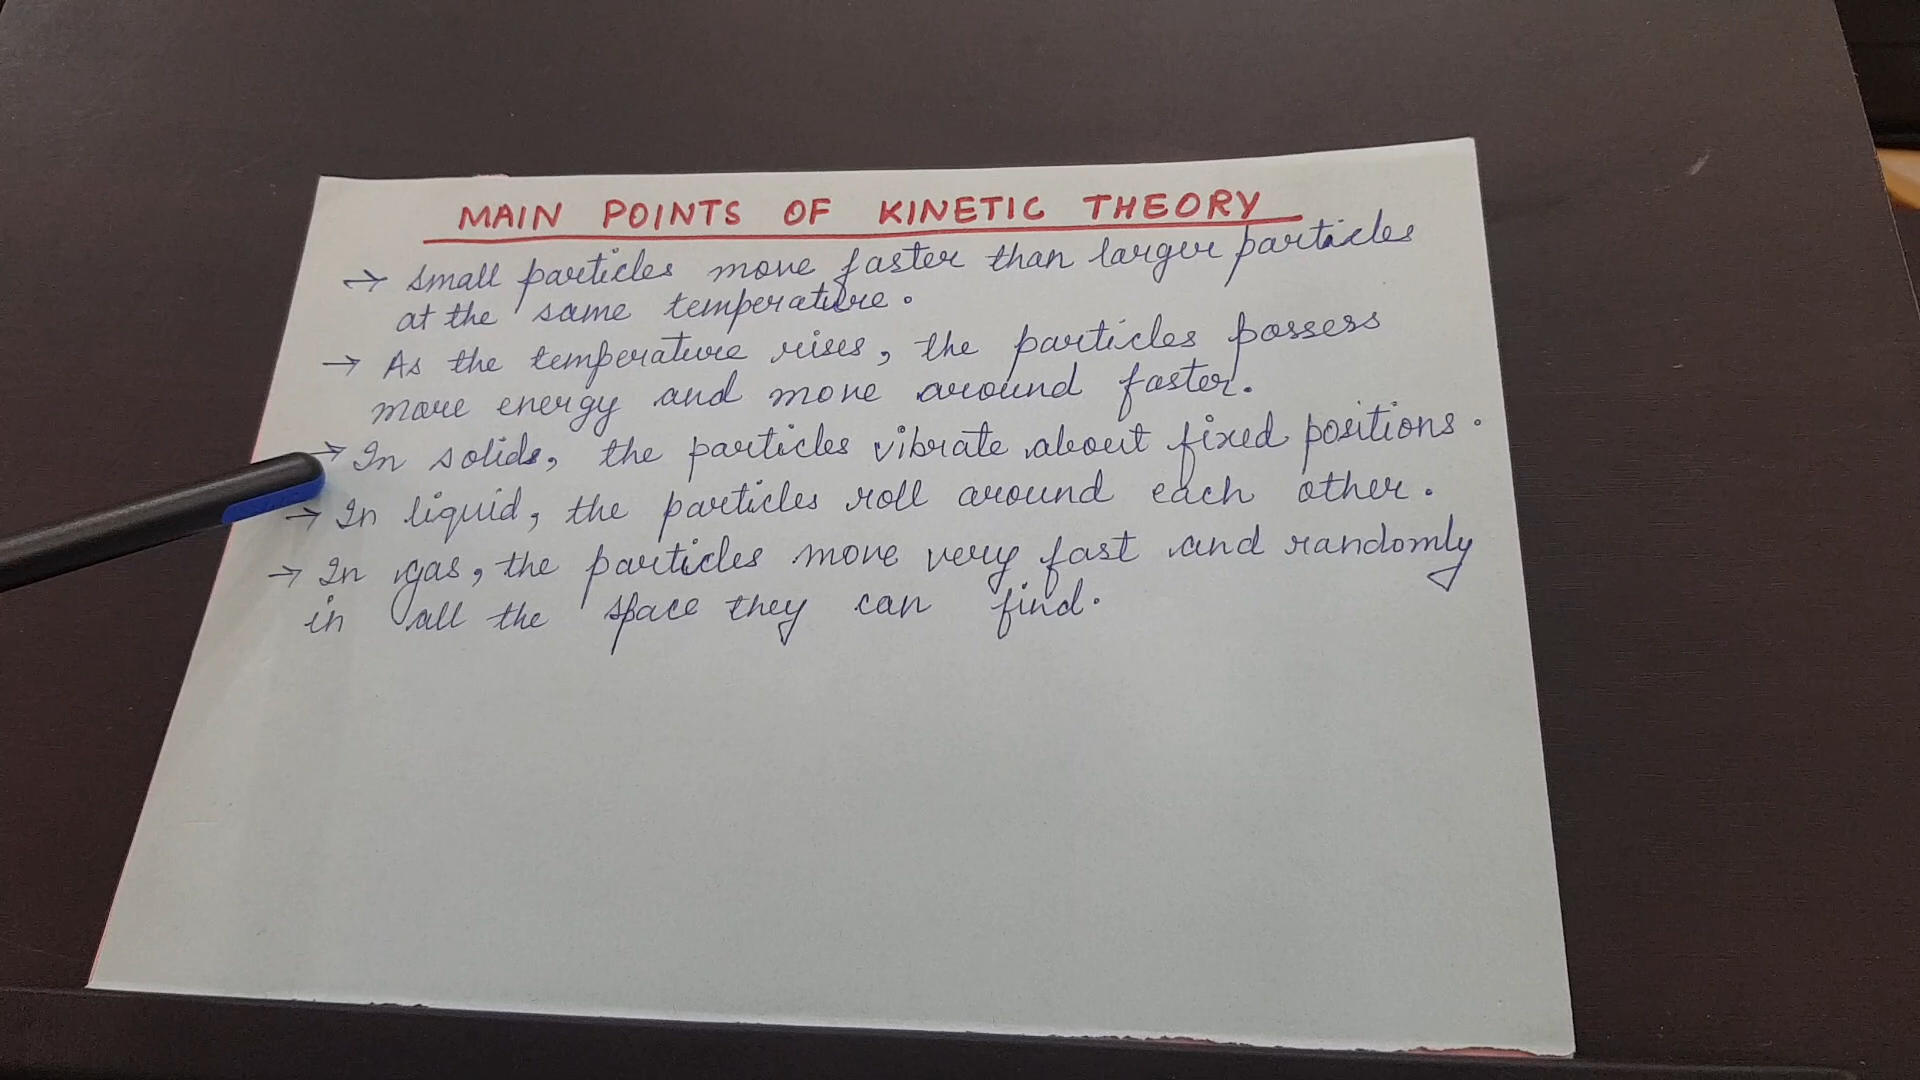 MAIN POINTS OF KINETIC THEORY
→ Small particles move faster than larger particles
at the same temperature.
→ As the temperature rises, the particles possess
more energy and move around faster.
→ In solids, the particles vibrate about fixed positions.
→ In liquid, the particles roll around each other.
→ In gas, the particles move very fast and randomly
in all the space they can find.